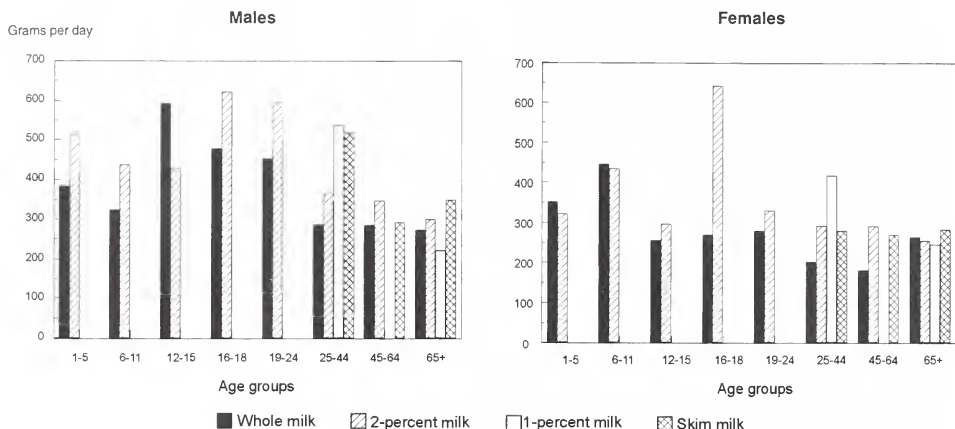 Males
Grams per day
700
600
500
400
300
200
100
0
1-5 6-11 12-15 16-18 19-24 25-44 45-64 65+
Age groups
Females
700
600
500
400
300
200
100
0
1-5 6-11 12-15 16-18 19-24 25-44 45-64 65+
Age groups
Whole milk 2-percent milk 1-percent milk Skim milk